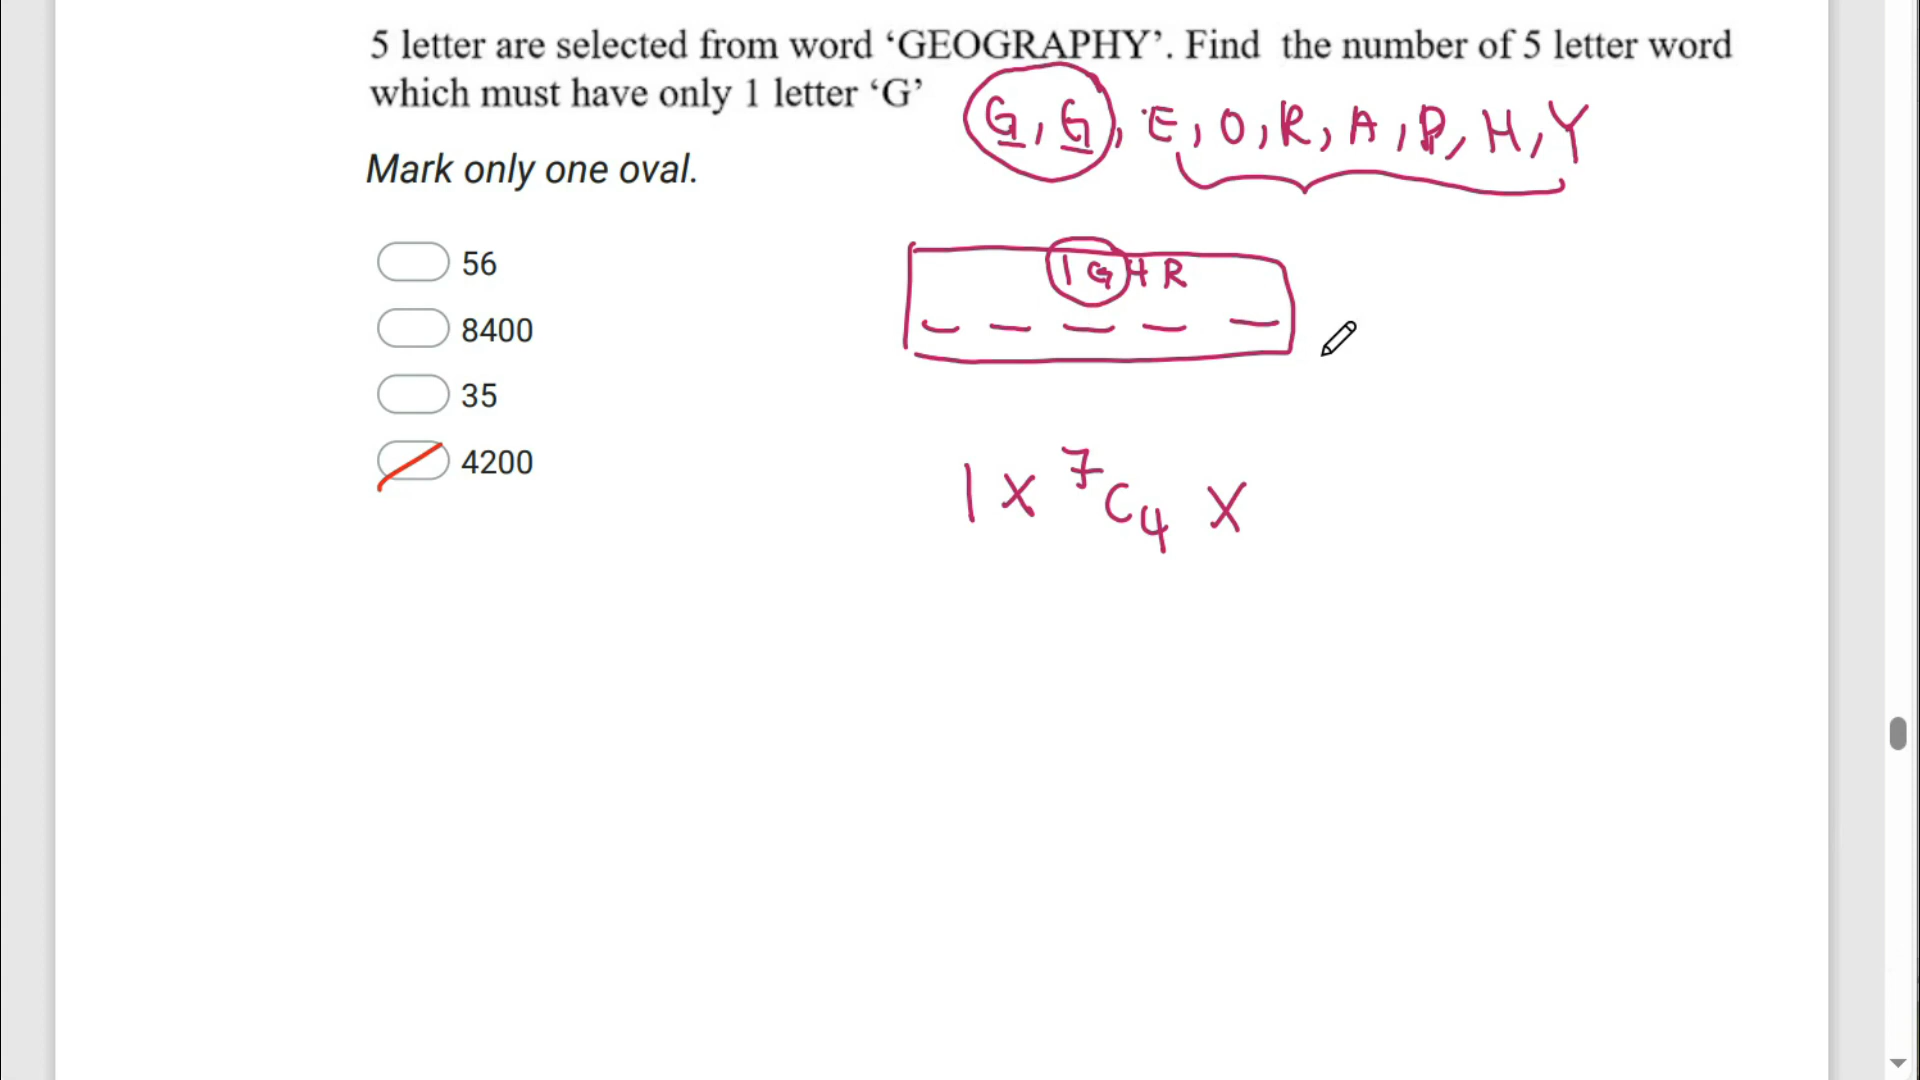 5 letter are selected from word ‘GEOGRAPHY’. Find the number of 5 letter word
which must have only 1 letter ‘G’
G, G, E, O, R, A, P, H, Y
Mark only one oval.
56
1 G 4 R
8400
35
4200
1 x ⁷C₄ x